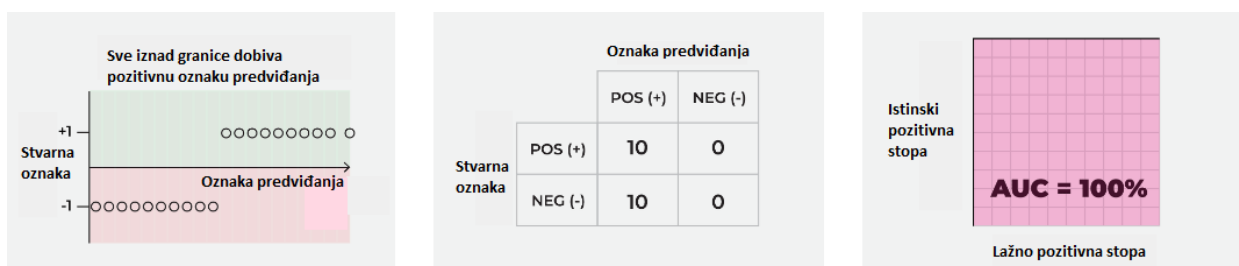 Sve iznad granice dobiva
pozitivnu oznaku predviđanja
+1
Stvarna
oznaka
Oznaka predviđanja
-1
Oznaka predviđanja
POS (+) NEG (-)
Stvarna
oznaka
POS (+) 10 0
NEG (-) 10 0
Istinski
pozitivna
stopa
AUC = 100%
Lažno pozitivna stopa